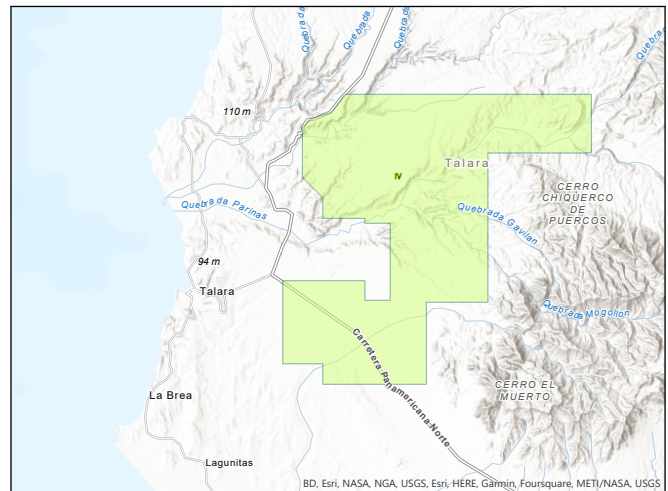 Quebrada
Quebrada
Quebrada
Quebra
110 m
Talara
IV
CERRO
CHIQUERCO
DE
PUERCOS
Quebrada Parinas
Quebrada Gavilan
94 m
Talara
Quebrada Mogollon
Carretera Panamericana Norte
La Brea
CERRO EL
MUERTO
Lagunitas
BD, Esri, NASA, NGA, USGS, Esri, HERE, Garmin, Foursquare, METI/NASA, USGS